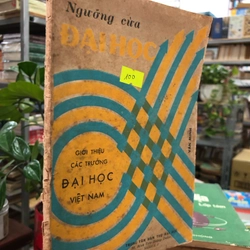 Ngưỡng cửa
ĐẠI HỌC
100
GIỚI THIỆU
CÁC TRƯỜNG
ĐẠI HỌC
VIỆT NAM